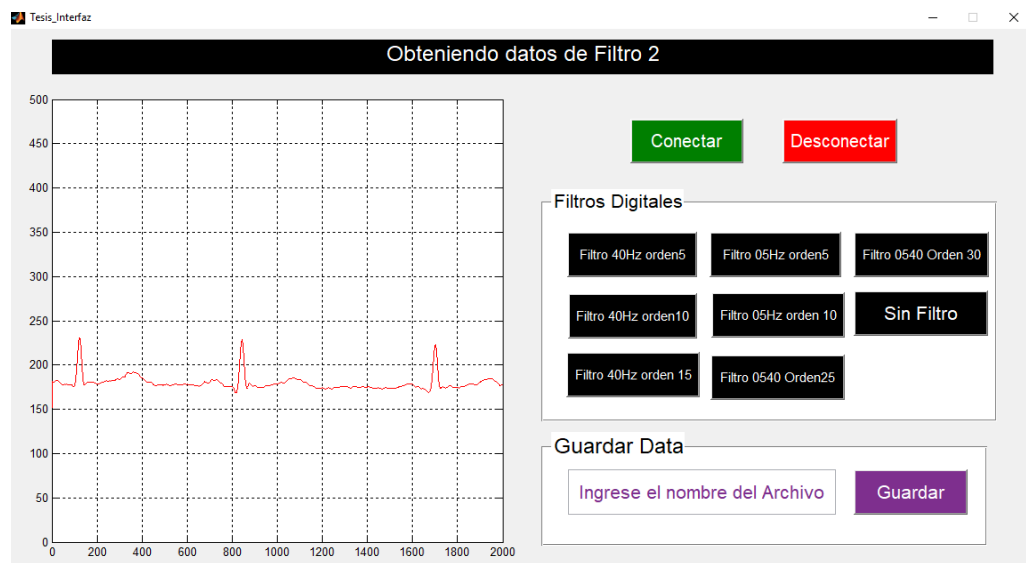 Tesis_Interfaz
Obteniendo datos de Filtro 2
500
450
400
350
300
250
200
150
100
50
0
0 200 400 600 800 1000 1200 1400 1600 1800 2000
Conectar Desconectar
Filtros Digitales
Filtro 40Hz orden5 Filtro 05Hz orden5 Filtro 0540 Orden 30
Filtro 40Hz orden10 Filtro 05Hz orden 10 Sin Filtro
Filtro 40Hz orden 15 Filtro 0540 Orden25
Guardar Data
Ingrese el nombre del Archivo Guardar